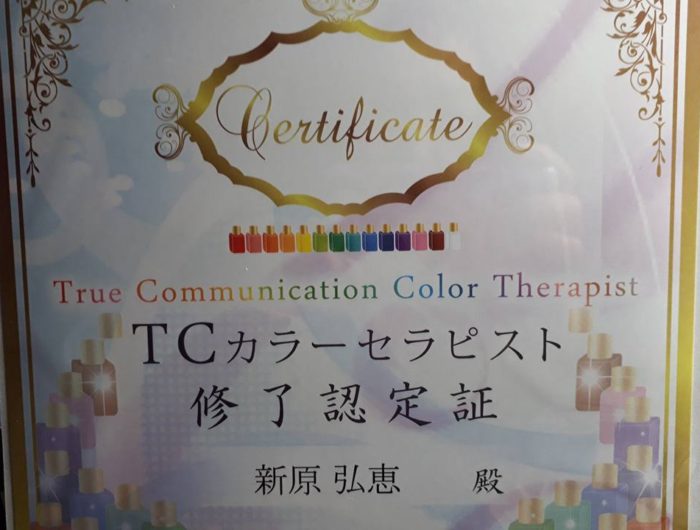 Certificate
True Communication Color Therapist
TCカラーセラピスト
修了認定証
新原 弘恵 殿